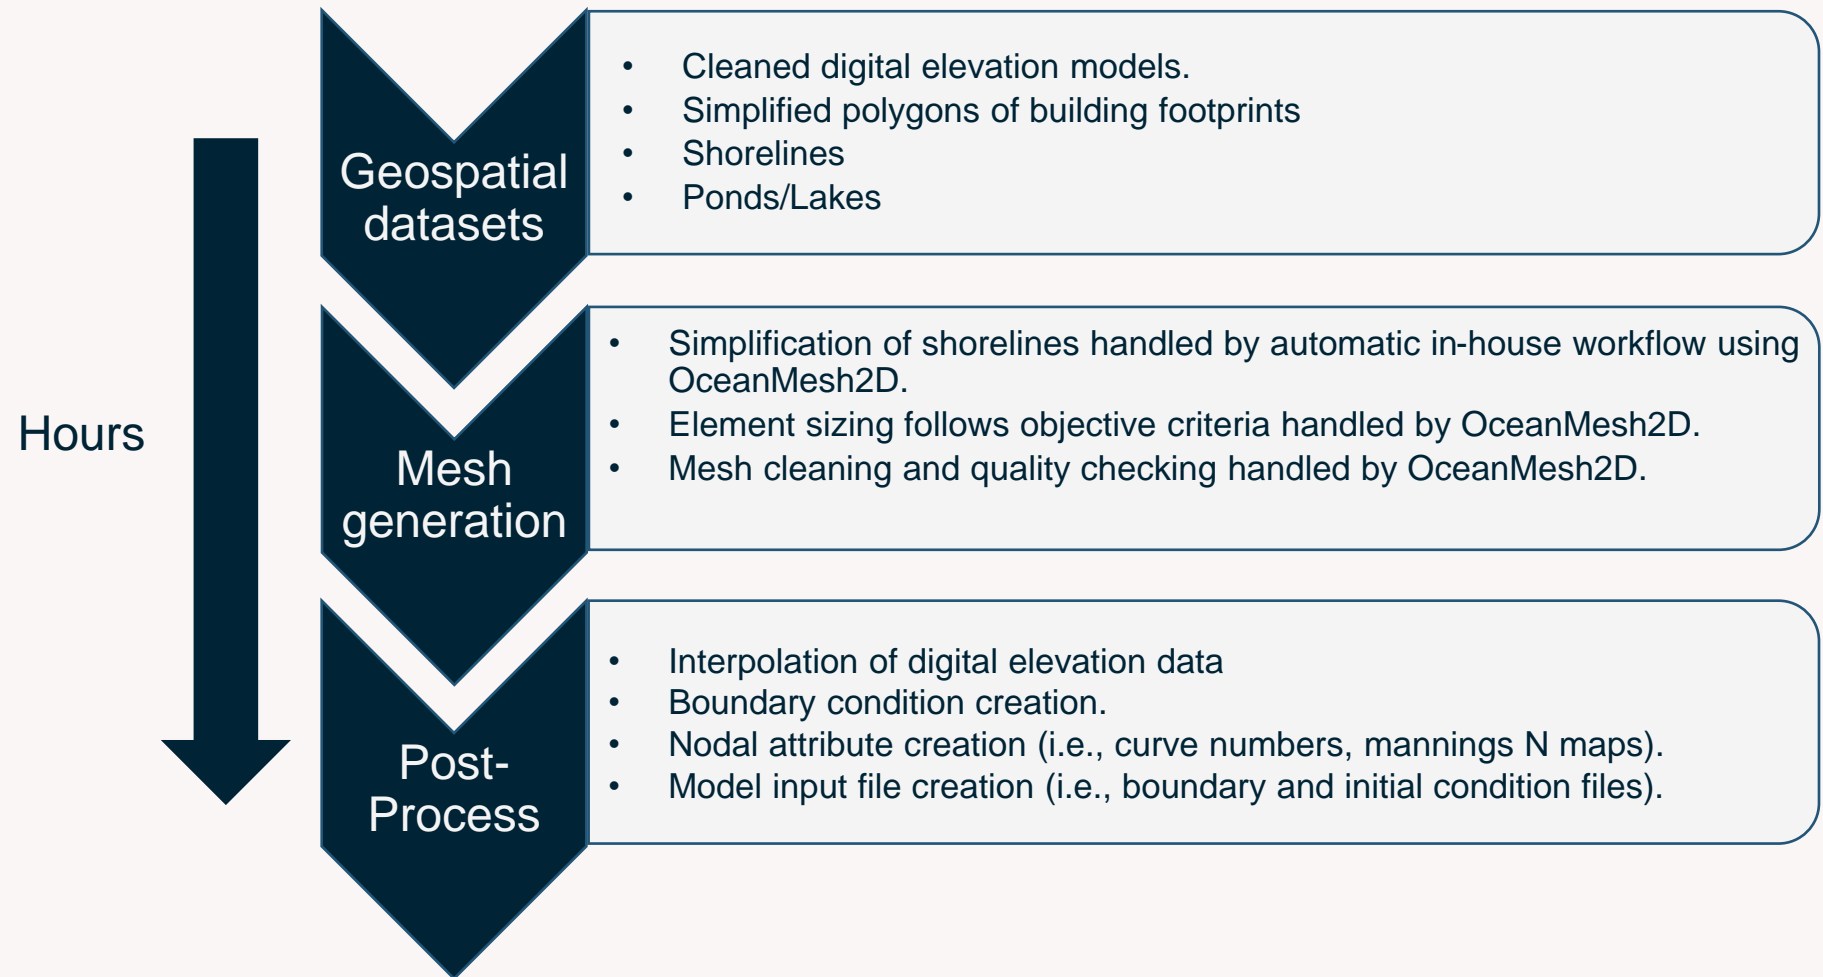 Hours
Geospatial
datasets
• Cleaned digital elevation models.
• Simplified polygons of building footprints
• Shorelines
• Ponds/Lakes
Mesh
generation
• Simplification of shorelines handled by automatic in-house workflow using
OceanMesh2D.
• Element sizing follows objective criteria handled by OceanMesh2D.
• Mesh cleaning and quality checking handled by OceanMesh2D.
Post-
Process
• Interpolation of digital elevation data
• Boundary condition creation.
• Nodal attribute creation (i.e., curve numbers, mannings N maps).
• Model input file creation (i.e., boundary and initial condition files).